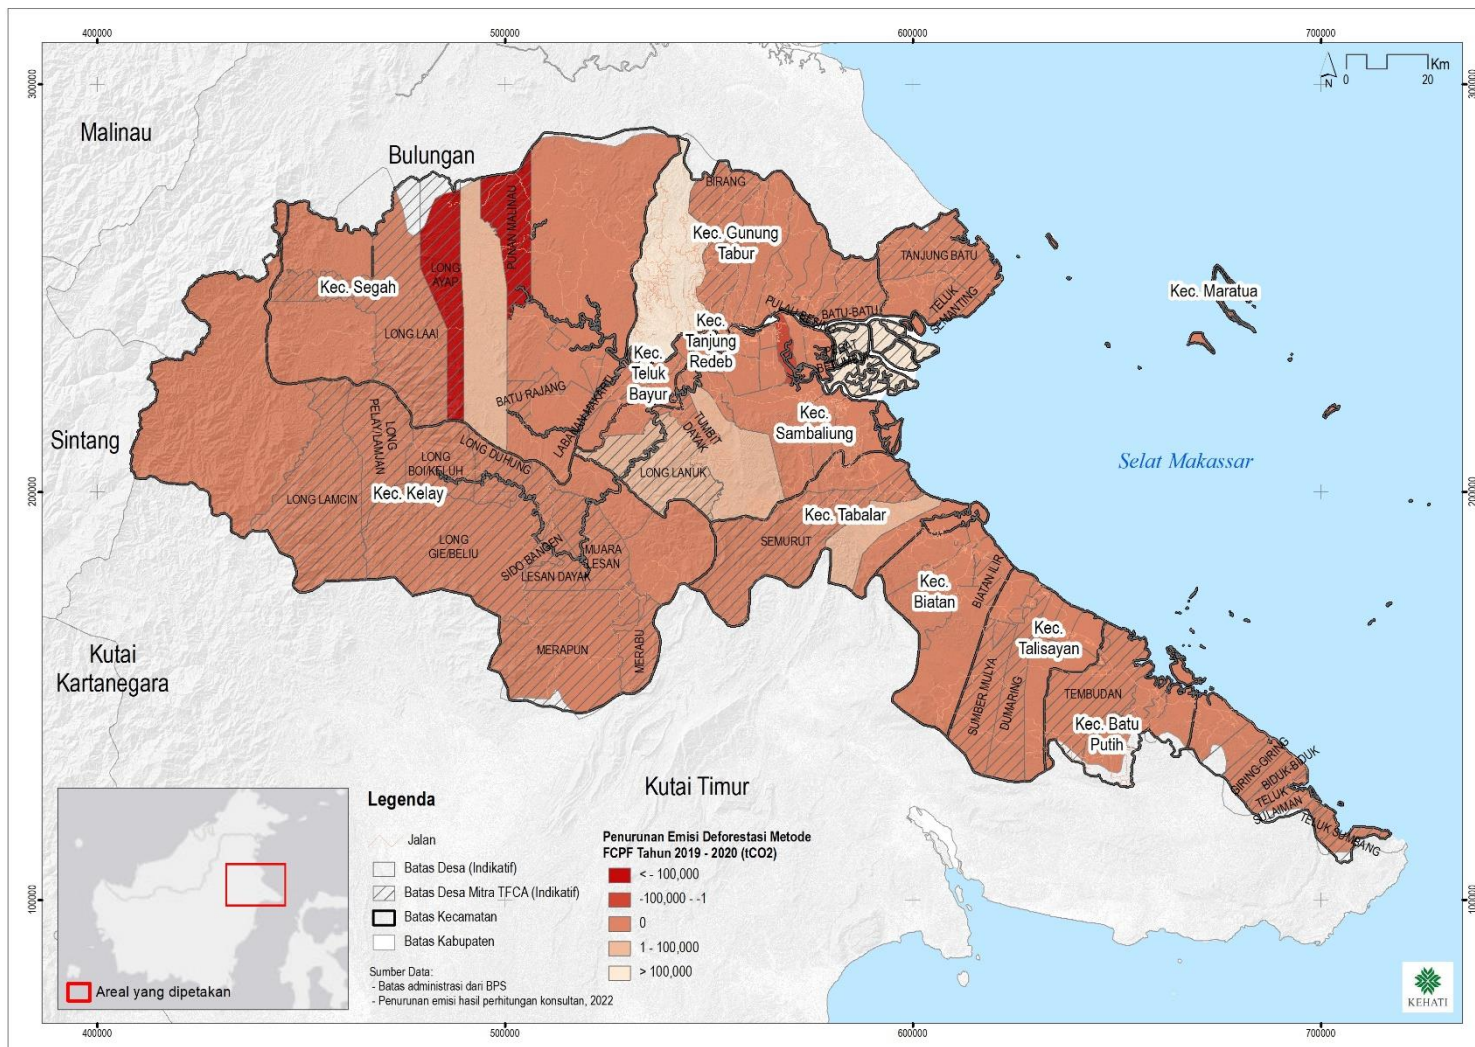 400000
500000
600000
700000
300000
300000
Km
N
0
20
Malinau
Bulungan
BIRANG
PUNAN MALINAU
Kec. Gunung
Tabur
TANJUNG BATU
LONG
AYAP
Kec. Segah
Kec. Maratua
TELUK
SEMANTING
BATU-BATU
LONG LAAI
Kec.
Tanjung
Redeb
Kec.
Teluk
Bayur
BATU RAJANG
LABANAN MAKARTI
TUMBIT
DAYAK
Kec.
Sambaliung
Sintang
LONG
PELAY/LAMJAN
LONG
BOI/KELUH
LONG DUHUNG
LONG LANUK
Selat Makassar
200000
200000
LONG LAMCIN
Kec. Kelay
Kec. Tabalar
LONG
GIE/BELIU
SIDO BANGEN
MUARA
LESAN
LESAN DAYAK
SEMURUT
Kec.
Biatan
BIATAN ILIR
Kec.
Talisayan
MERAPUN
MERABU
Kutai
Kartanegara
SUMBER MULYA
DUMARING
TEMBUDAN
Kec. Batu
Putih
GIRING-GIRING
BIDUK-BIDUK
TELUK
SULAIMAN
TELUK SUMBANG
Kutai Timur
Legenda
Jalan
Batas Desa (Indikatif)
Batas Desa Mitra TFCA (Indikatif)
Batas Kecamatan
Batas Kabupaten
Sumber Data:
- Batas administrasi dari BPS
- Penurunan emisi hasil perhitungan konsultan, 2022
Penurunan Emisi Deforestasi Metode
FCPF Tahun 2019 - 2020 (tCO2)
< - 100,000
-100,000 - -1
0
1 - 100,000
> 100,000
Areal yang dipetakan
KEHATI
100000
100000
400000
500000
600000
700000